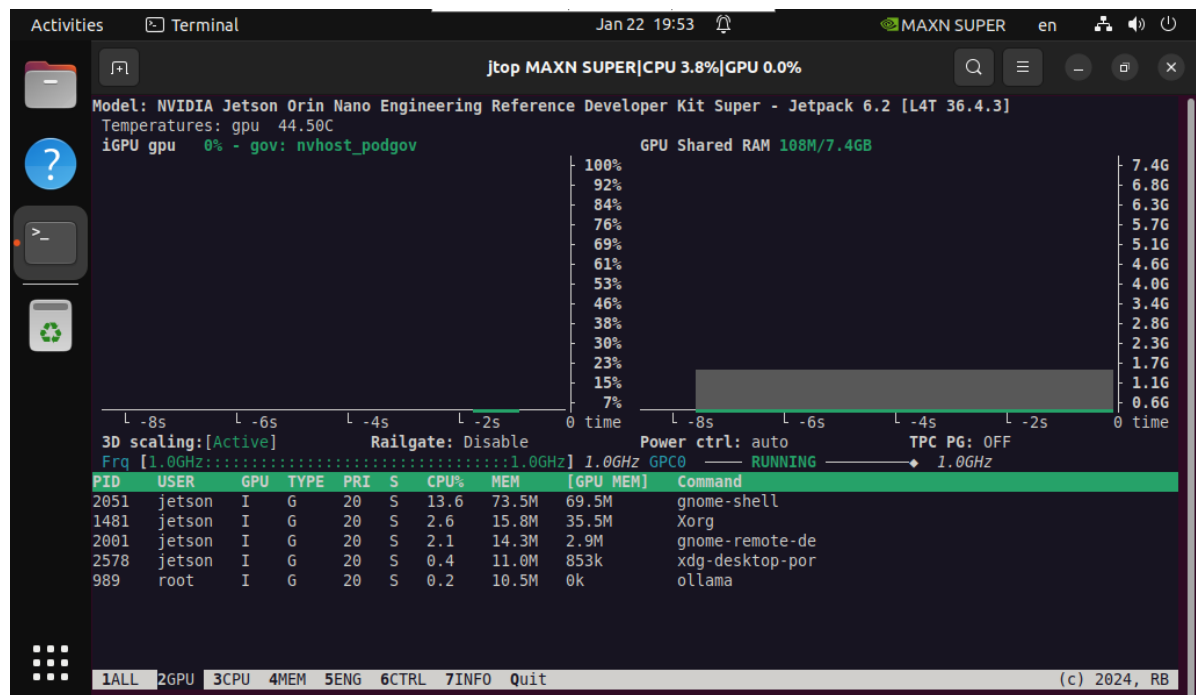 Activities Terminal Jan 22 19:53 MAXN SUPER en
jtop MAXN SUPER|CPU 3.8%|GPU 0.0%
Model: NVIDIA Jetson Orin Nano Engineering Reference Developer Kit Super - Jetpack 6.2 [L4T 36.4.3]
Temperatures: gpu 44.50C
iGPU gpu 0% - gov: nvhost_podgov GPU Shared RAM 108M/7.4GB
100% 7.4G
92% 6.8G
84% 6.3G
76% 5.7G
69% 5.1G
61% 4.6G
53% 4.0G
46% 3.4G
38% 2.8G
30% 2.3G
23% 1.7G
15% 1.1G
7% 0.6G
-8s -6s -4s -2s 0 time -8s -6s -4s -2s 0 time
3D scaling:[Active] Railgate: Disable Power ctrl: auto TPC PG: OFF
Frq [1.0GHz:::::::::::::::::::::::::::::::::1.0GHz] 1.0GHz GPC0 RUNNING 1.0GHz
PID USER GPU TYPE PRI S CPU% MEM [GPU MEM] Command
2051 jetson I G 20 S 13.6 73.5M 69.5M gnome-shell
1481 jetson I G 20 S 2.6 15.8M 35.5M Xorg
2001 jetson I G 20 S 2.1 14.3M 2.9M gnome-remote-de
2578 jetson I G 20 S 0.4 11.0M 853k xdg-desktop-por
989 root I G 20 S 0.2 10.5M 0k ollama
1ALL 2GPU 3CPU 4MEM 5ENG 6CTRL 7INFO Quit (c) 2024, RB